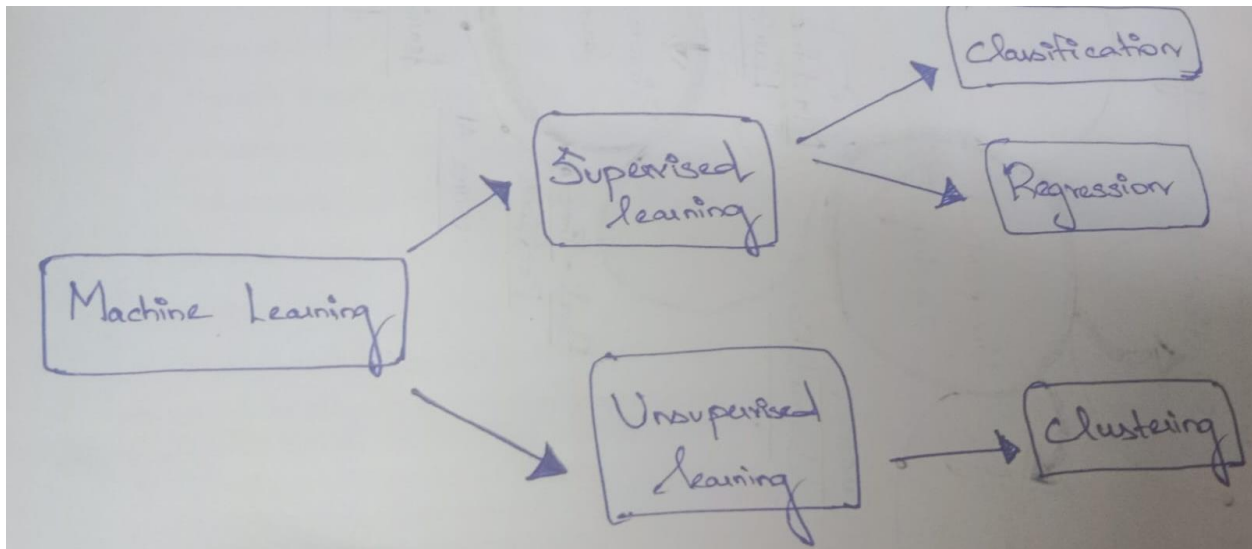 Machine Learning
Supervised
learning
Classification
Regression
Unsupervised
learning
Clustering